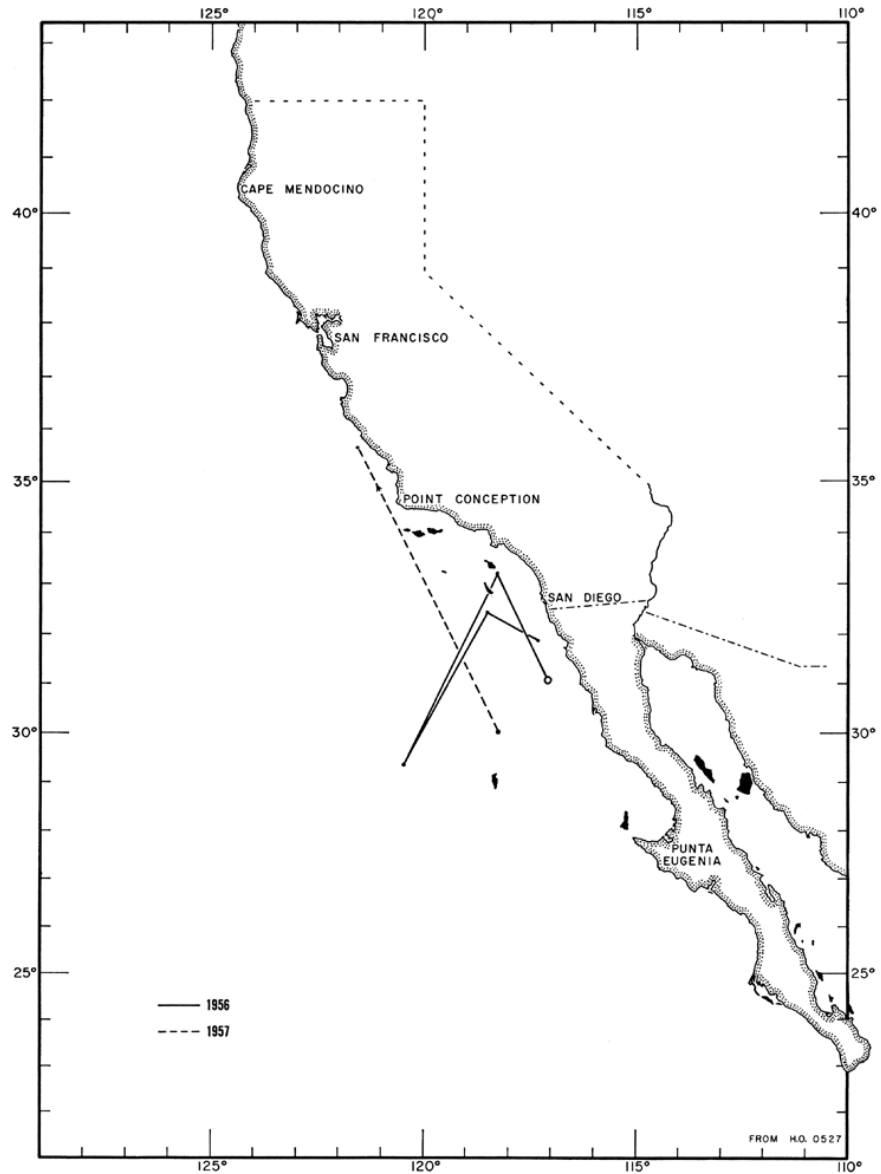 125° 120° 115° 110°
CAPE MENDOCINO
40° 40°
SAN FRANCISCO
35° 35°
POINT CONCEPTION
SAN DIEGO
30° 30°
PUNTA
EUGENIA
25° 25°
1956
1957
FROM H.O. 0527
125° 120° 115° 110°